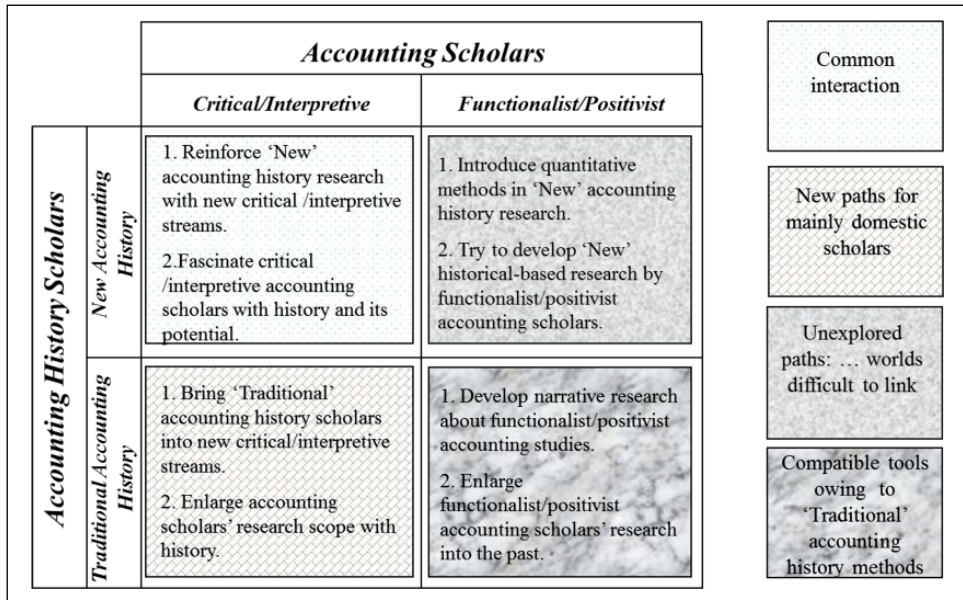 Accounting Scholars
Critical/Interpretive
Functionalist/Positivist
Accounting History Scholars
New Accounting
History
1. Reinforce ‘New’
accounting history research
with new critical /interpretive
streams.
2.Fascinate critical
/interpretive accounting
scholars with history and its
potential.
1. Introduce quantitative
methods in ‘New’ accounting
history research.
2. Try to develop ‘New’
historical-based research by
functionalist/positivist
accounting scholars.
Traditional Accounting
History
1. Bring ‘Traditional’
accounting history scholars
into new critical/interpretive
streams.
2. Enlarge accounting
scholars’ research scope with
history.
1. Develop narrative research
about functionalist/positivist
accounting studies.
2. Enlarge
functionalist/positivist
accounting scholars’ research
into the past.
Common
interaction
New paths for
mainly domestic
scholars
Unexplored
paths: … worlds
difficult to link
Compatible tools
owing to
‘Traditional’
accounting
history methods